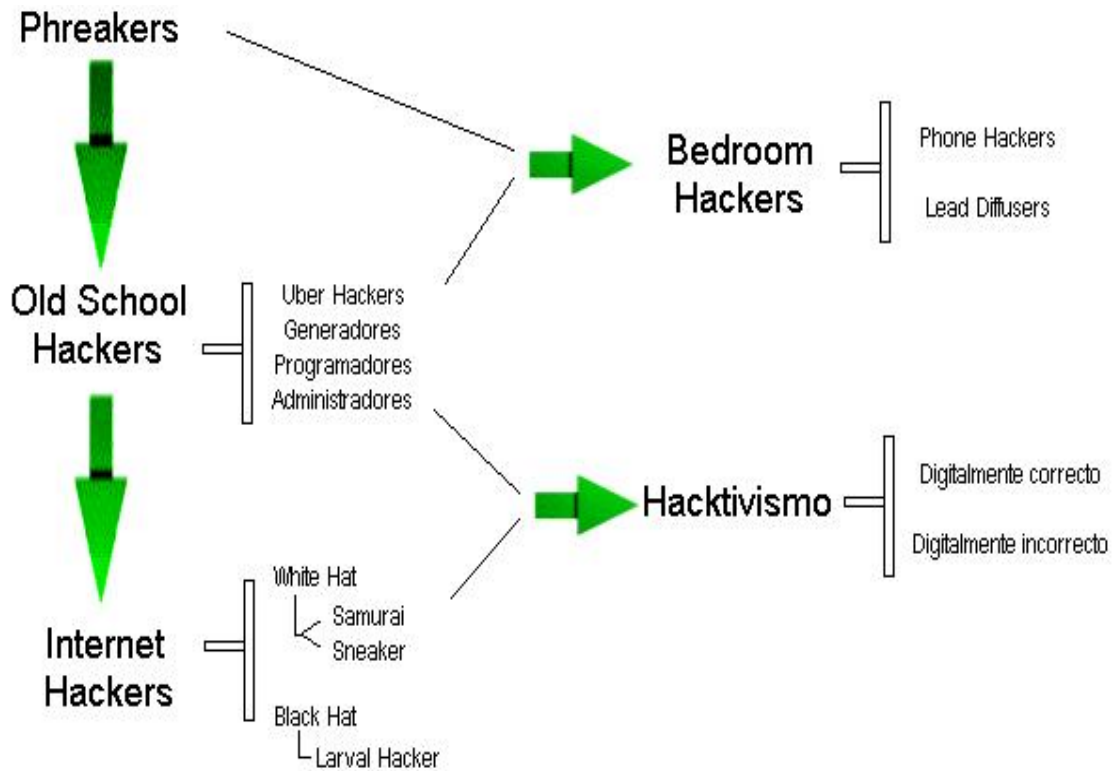 Phreakers
Bedroom
Hackers
Phone Hackers
Lead Diffusers
Old School
Hackers
Uber Hackers
Generadores
Programadores
Administradores
Hacktivismo
Digitalmente correcto
Digitalmente incorrecto
Internet
Hackers
White Hat
Samurai
Sneaker
Black Hat
Larval Hacker